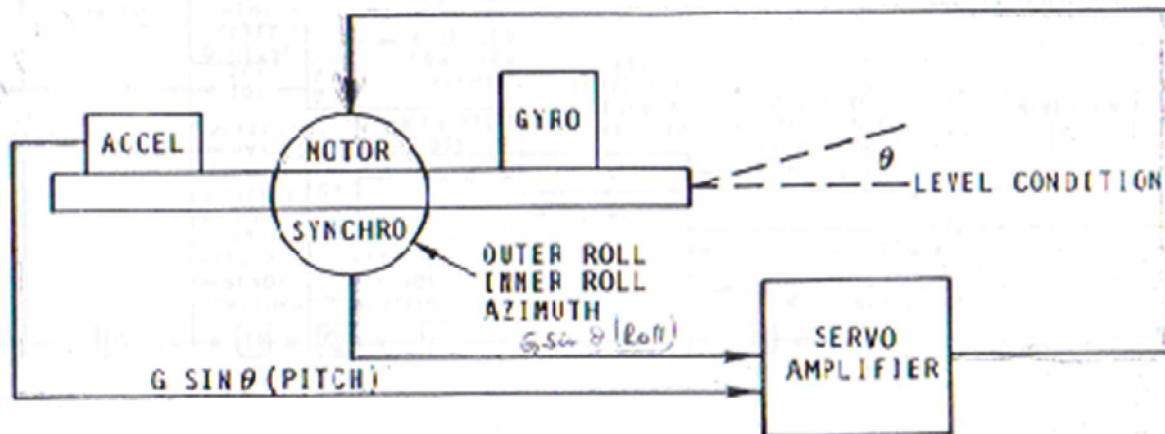 GYRO
ACCEL
MOTOR
θ
LEVEL CONDITION
SYNCHRO
OUTER ROLL
INNER ROLL
AZIMUTH
G sin θ (Roll)
SERVO
AMPLIFIER
G SIN θ (PITCH)